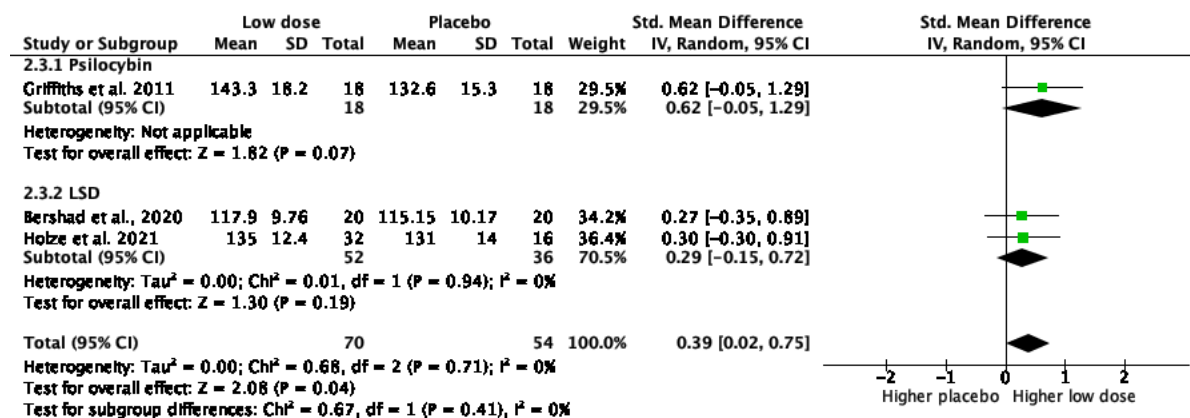 Low dose Placebo Std. Mean Difference Std. Mean Difference
Study or Subgroup Mean SD Total Mean SD Total Weight IV, Random, 95% CI IV, Random, 95% CI
2.3.1 Psilocybin
Griffiths et al. 2011 143.3 18.2 18 132.6 15.3 18 29.5% 0.62 [-0.05, 1.29]
Subtotal (95% CI) 18 18 29.5% 0.62 [-0.05, 1.29]
Heterogeneity: Not applicable
Test for overall effect: Z = 1.82 (P = 0.07)
2.3.2 LSD
Bershad et al., 2020 117.9 9.76 20 115.15 10.17 20 34.2% 0.27 [-0.35, 0.89]
Holze et al. 2021 135 12.4 32 131 14 16 36.4% 0.30 [-0.30, 0.91]
Subtotal (95% CI) 52 36 70.5% 0.29 [-0.15, 0.72]
Heterogeneity: Tau² = 0.00; Chi² = 0.01, df = 1 (P = 0.94); I² = 0%
Test for overall effect: Z = 1.30 (P = 0.19)
Total (95% CI) 70 54 100.0% 0.39 [0.02, 0.75]
Heterogeneity: Tau² = 0.00; Chi² = 0.68, df = 2 (P = 0.71); I² = 0%
Test for overall effect: Z = 2.08 (P = 0.04)
Test for subgroup differences: Chi² = 0.67, df = 1 (P = 0.41), I² = 0%
-2 -1 0 1 2
Higher placebo Higher low dose